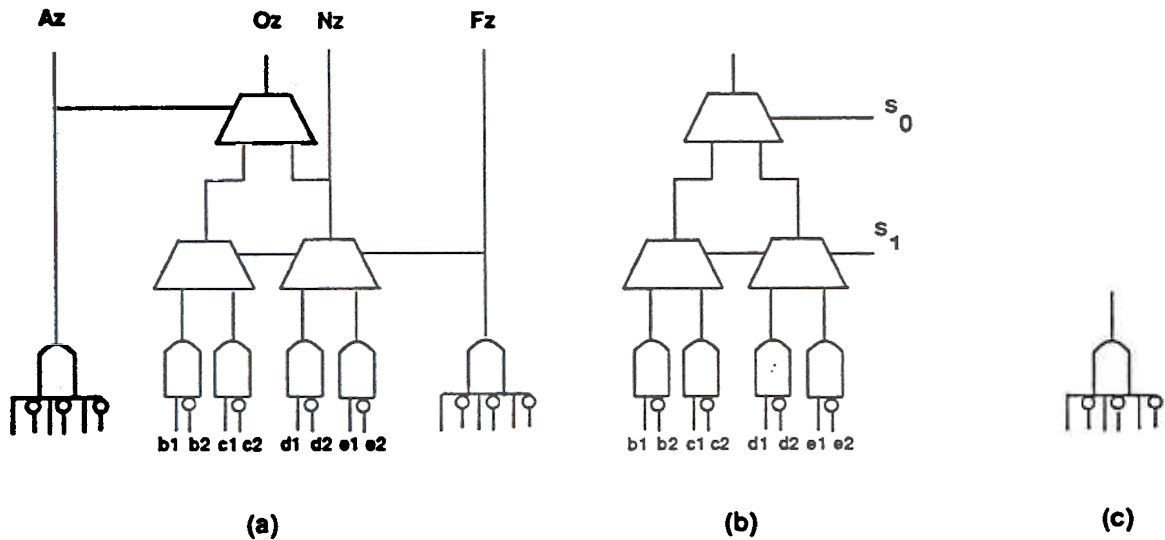 Az Oz Nz Fz
s0
s1
b1 b2 c1 c2 d1 d2 e1 e2
b1 b2 c1 c2 d1 d2 e1 e2
(a) (b) (c)